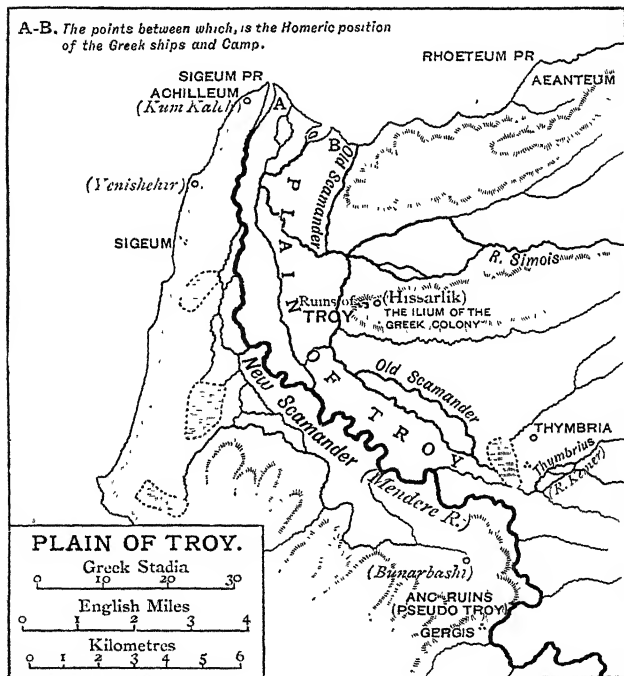 A-B. The points between which, is the Homeric position
of the Greek ships and Camp.
RHOETEUM PR
AEANTEUM
SIGEUM PR
ACHILLEUM
(Kum Kaleh)
A
B
Old Scamander
(Yenishehir)
SIGEUM
PLAIN
R. Simois
Ruins of
TROY
(Hissarlik)
THE ILIUM OF THE
GREEK COLONY
OF TROY
New Scamander
Old Scamander
THYMBRIA
Thymbrius
(R. Kemer)
(Mendere R.)
(Bunarbashi)
ANC. RUINS
(PSEUDO TROY)
GERGIS
PLAIN OF TROY.
Greek Stadia
0 10 20 30
English Miles
0 1 2 3 4
Kilometres
0 1 2 3 4 5 6